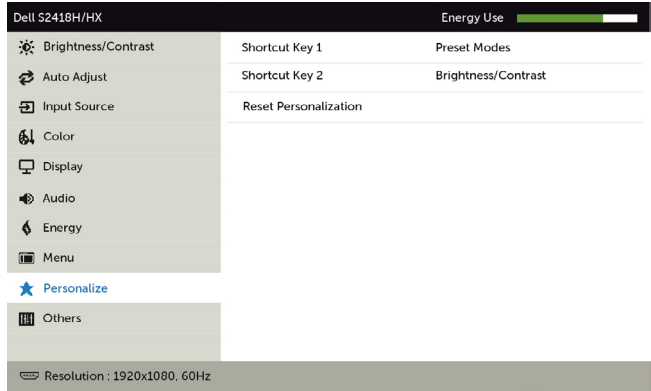 Dell S2418H/HX Energy Use
Brightness/Contrast
Auto Adjust
Input Source
Color
Display
Audio
Energy
Menu
Personalize
Others
Shortcut Key 1 Preset Modes
Shortcut Key 2 Brightness/Contrast
Reset Personalization
Resolution : 1920x1080, 60Hz